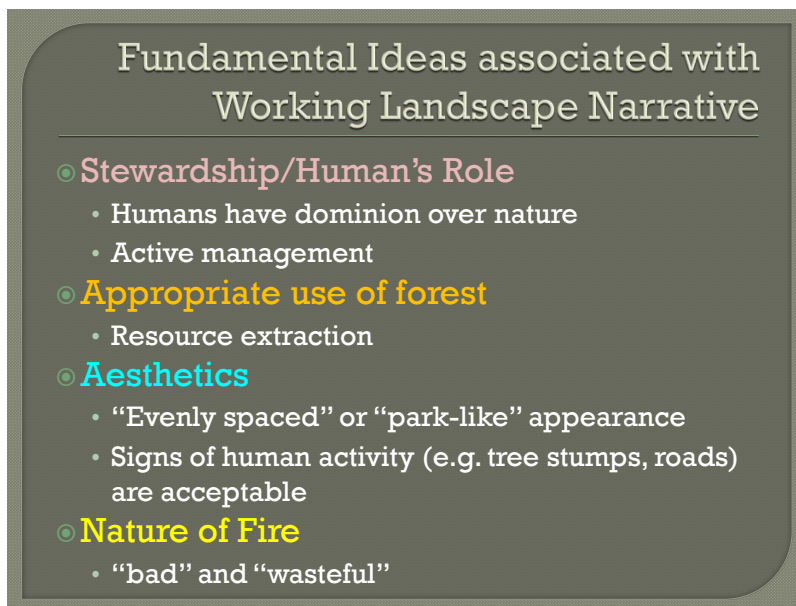 Fundamental Ideas associated with
Working Landscape Narrative
Stewardship/Human’s Role
• Humans have dominion over nature
• Active management
Appropriate use of forest
• Resource extraction
Aesthetics
• “Evenly spaced” or “park-like” appearance
• Signs of human activity (e.g. tree stumps, roads)
are acceptable
Nature of Fire
• “bad” and “wasteful”